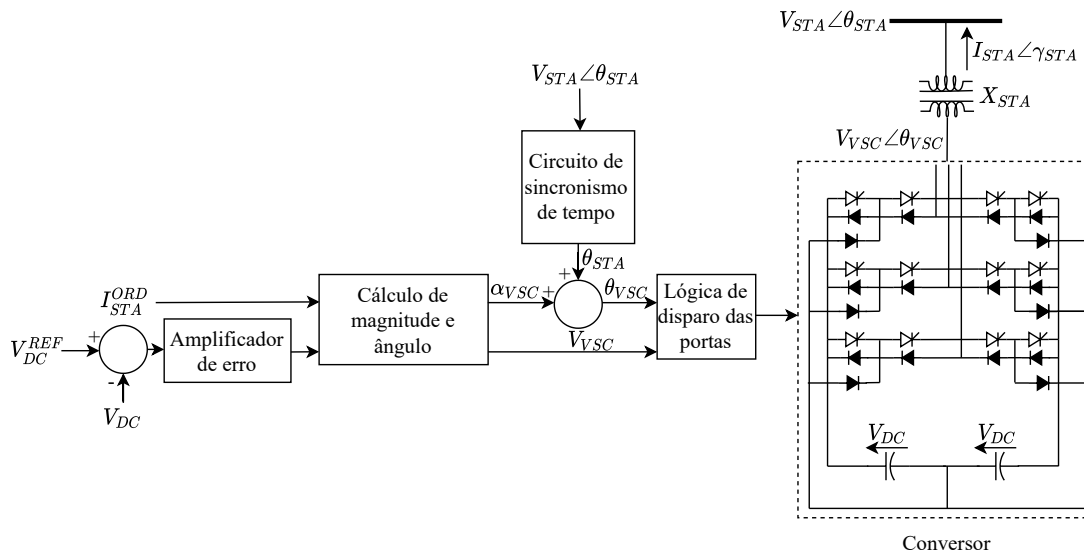 V_{STA}∠θ_{STA}
I_{STA}∠γ_{STA}
X_{STA}
V_{VSC}∠θ_{VSC}
V_{STA}∠θ_{STA}
Circuito de
sincronismo
de tempo
+
θ_{STA}
I_{STA}^{ORD}
α_{VSC}
+
θ_{VSC}
Cálculo de
magnitude e
ângulo
Lógica de
disparo das
portas
+
V_{DC}^{REF}
Amplificador
de erro
V_{VSC}
-
V_{DC}
V_{DC}
V_{DC}
Conversor